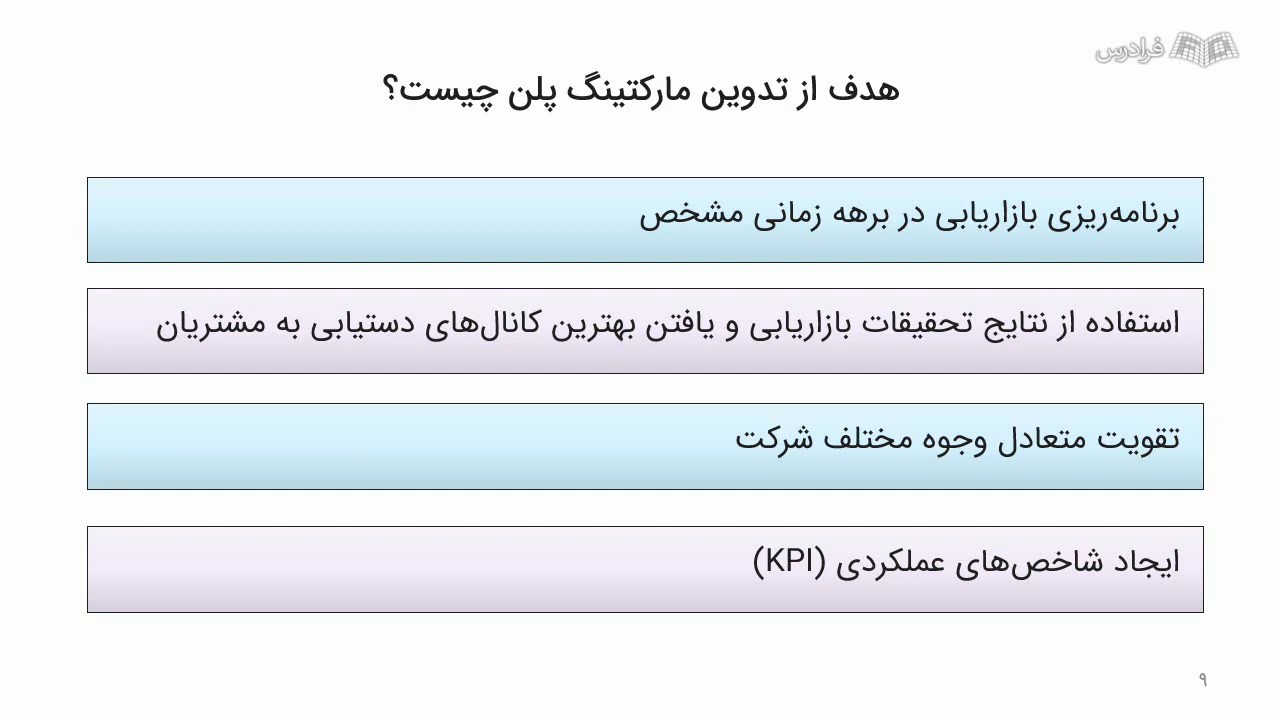 فرادرس
هدف از تدوین مارکتینگ پلن چیست؟
برنامه‌ریزی بازاریابی در برهه زمانی مشخص
استفاده از نتایج تحقیقات بازاریابی و یافتن بهترین کانال‌های دستیابی به مشتریان
تقویت متعادل وجوه مختلف شرکت
ایجاد شاخص‌های عملکردی (KPI)
۹